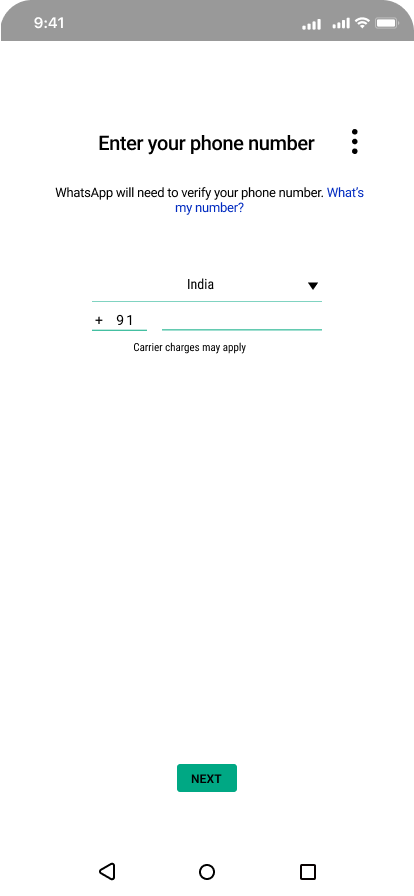 9:41
Enter your phone number
WhatsApp will need to verify your phone number. What's
my number?
India
+ 91
Carrier charges may apply
NEXT